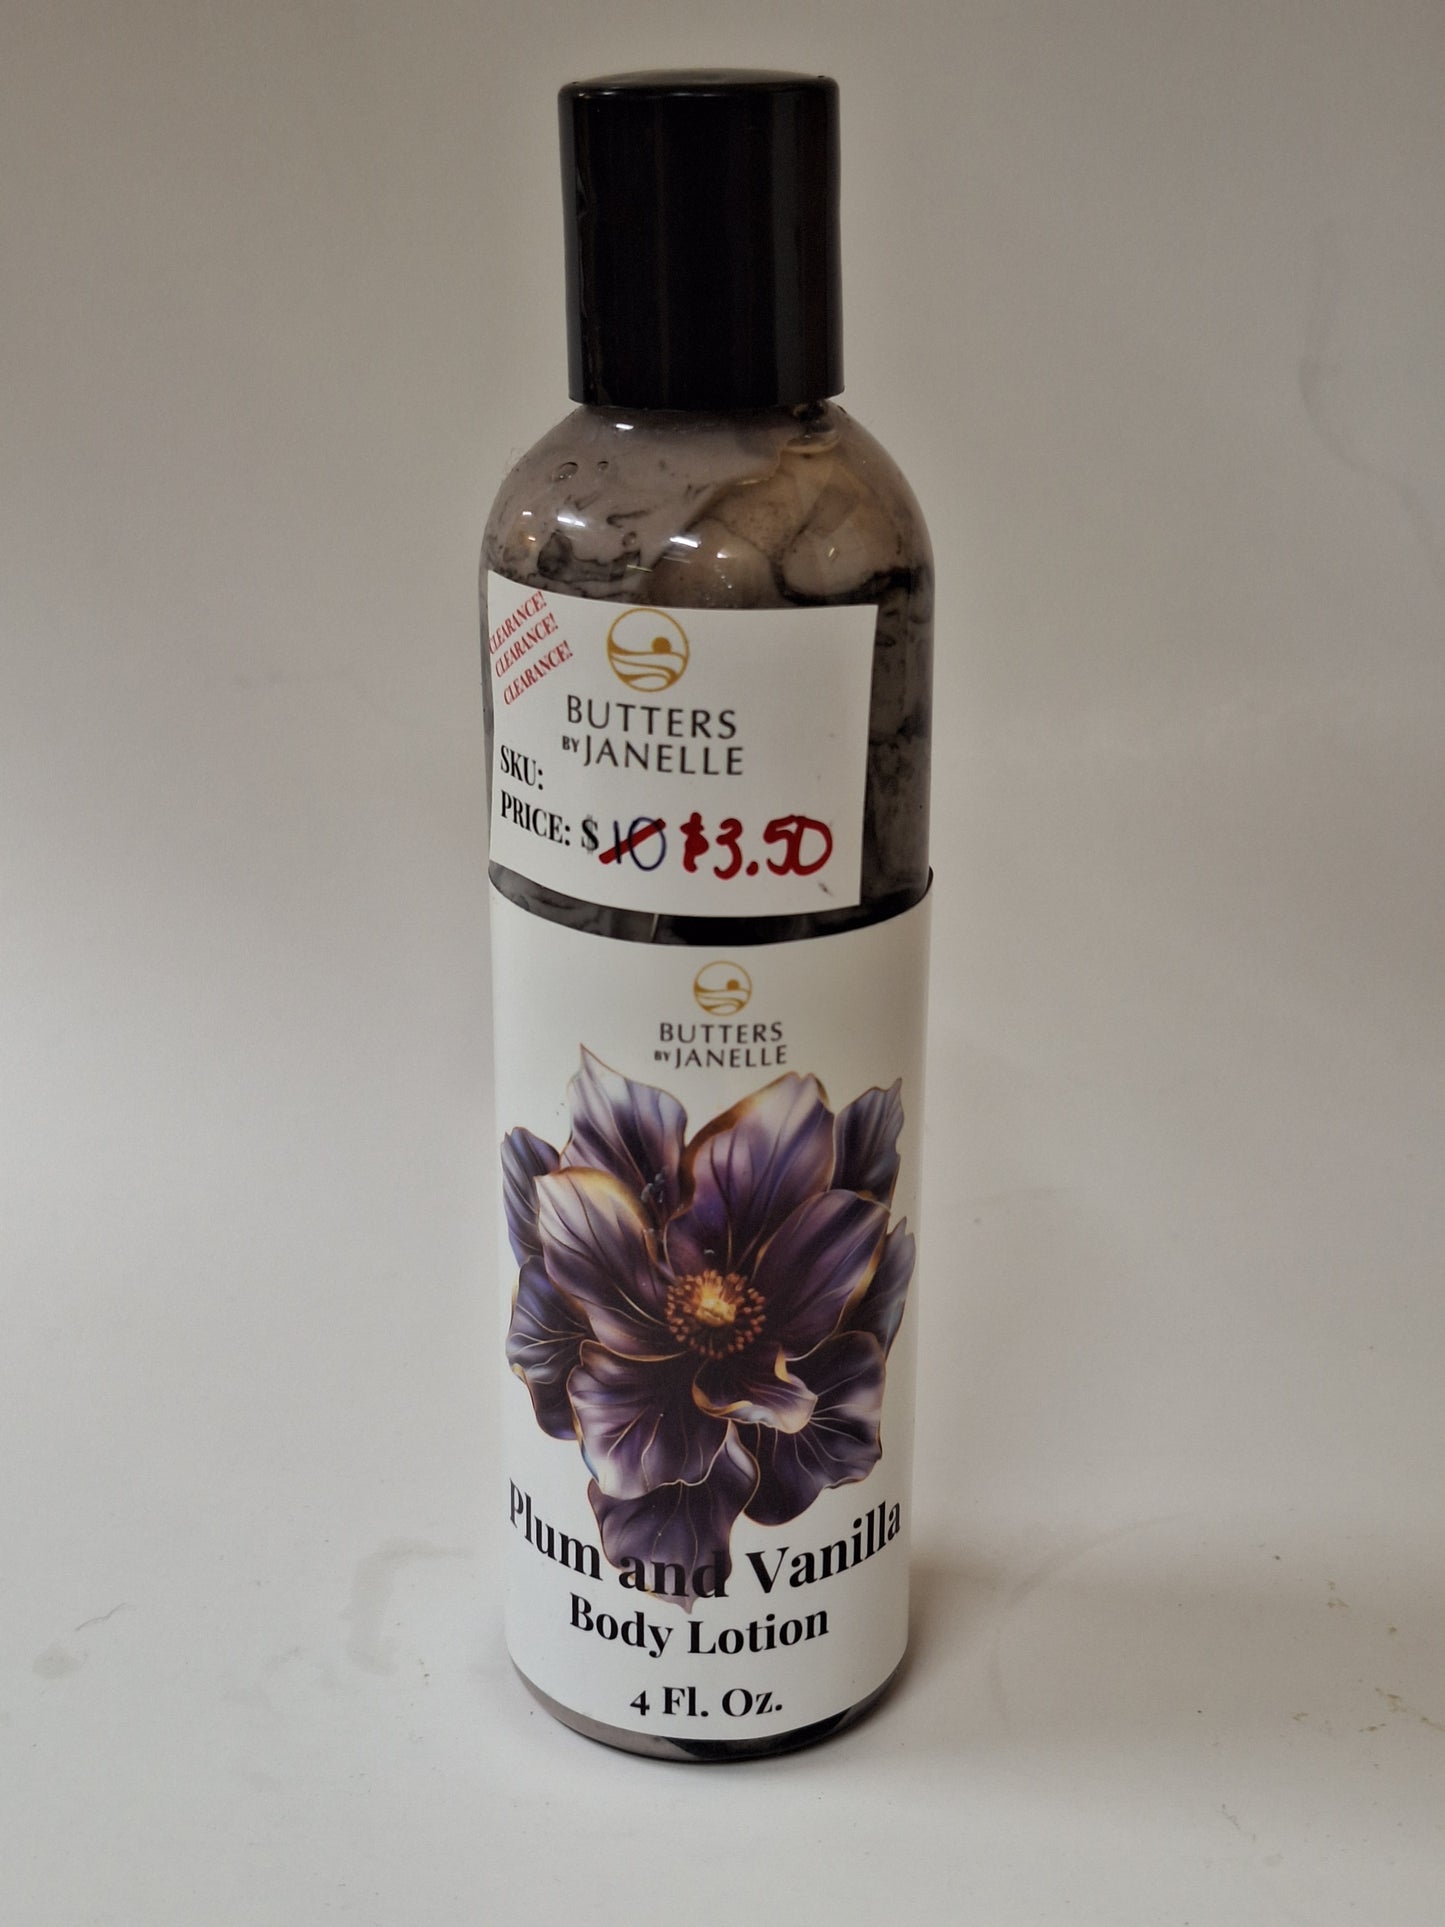 CLEARANCE!
CLEARANCE!
CLEARANCE!
BUTTERS
BY JANELLE
SKU:
PRICE: $ 10 $3.50
BUTTERS
BY JANELLE
Plum and Vanilla
Body Lotion
4 Fl. Oz.